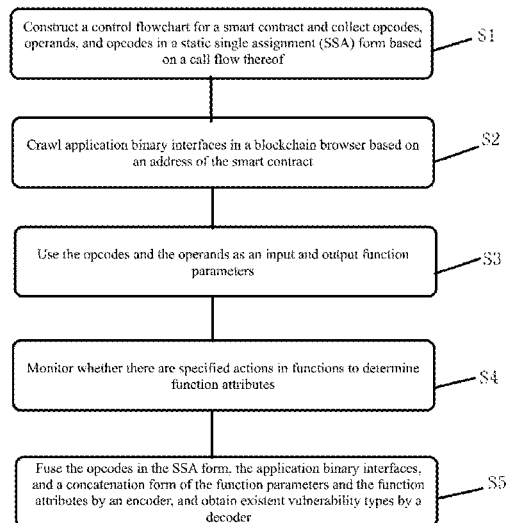 Construct a control flowchart for a smart contract and collect opcodes,
operands, and opcodes in a static single assignment (SSA) form based
on a call flow thereof
S1
Crawl application binary interfaces in a blockchain browser based on
an address of the smart contract
S2
Use the opcodes and the operands as an input and output function
parameters
S3
Monitor whether there are specified actions in functions to determine
function attributes
S4
Fuse the opcodes in the SSA form, the application binary interfaces,
and a concatenation form of the function parameters and the function
attributes by an encoder, and obtain existent vulnerability types by a
decoder
S5